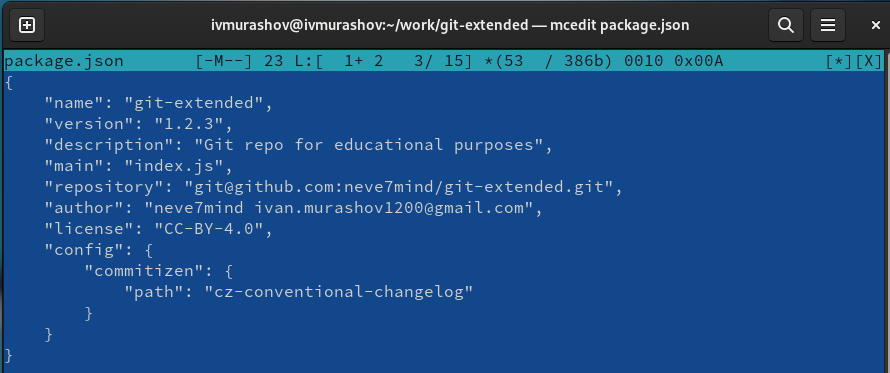 ivmurashov@ivmurashov:~/work/git-extended — mcedit package.json
package.json       [-M--] 23 L:[  1+ 2   3/ 15] *(53  / 386b) 0010 0x00A          [*][X]
{
    "name": "git-extended",
    "version": "1.2.3",
    "description": "Git repo for educational purposes",
    "main": "index.js",
    "repository": "git@github.com:neve7mind/git-extended.git",
    "author": "neve7mind ivan.murashov1200@gmail.com",
    "license": "CC-BY-4.0",
    "config": {
        "commitizen": {
            "path": "cz-conventional-changelog"
        }
    }
}